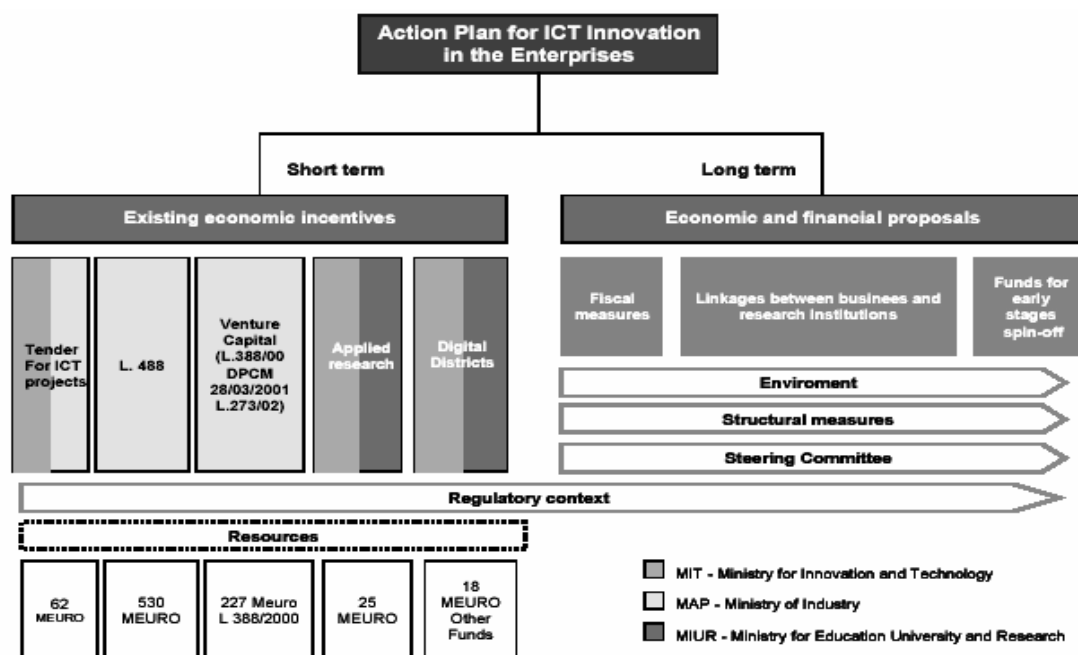 Action Plan for ICT Innovation
in the Enterprises
Short term
Long term
Existing economic incentives
Economic and financial proposals
Tender
For ICT
projects
L. 488
Venture
Capital
(L.388/00
DPCM
28/03/2001
L.273/02)
Applied
research
Digital
Districts
Fiscal
measures
Linkages between businees and
research institutions
Funds for
early
stages
spin-off
Enviroment
Structural measures
Steering Committee
Regulatory context
Resources
62
MEURO
530
MEURO
227 Meuro
L 388/2000
25
MEURO
18
MEURO
Other
Funds
MIT - Ministry for Innovation and Technology
MAP - Ministry of Industry
MIUR - Ministry for Education University and Research